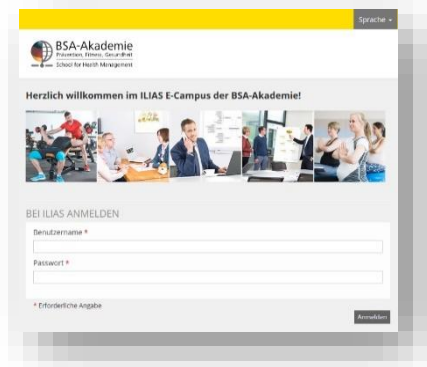 Sprache
BSA-Akademie
Prävention, Fitness, Gesundheit
School for Health Management
Herzlich willkommen im ILIAS E-Campus der BSA-Akademie!
BEI ILIAS ANMELDEN
Benutzername *
Passwort *
* Erforderliche Angabe
Anmelden